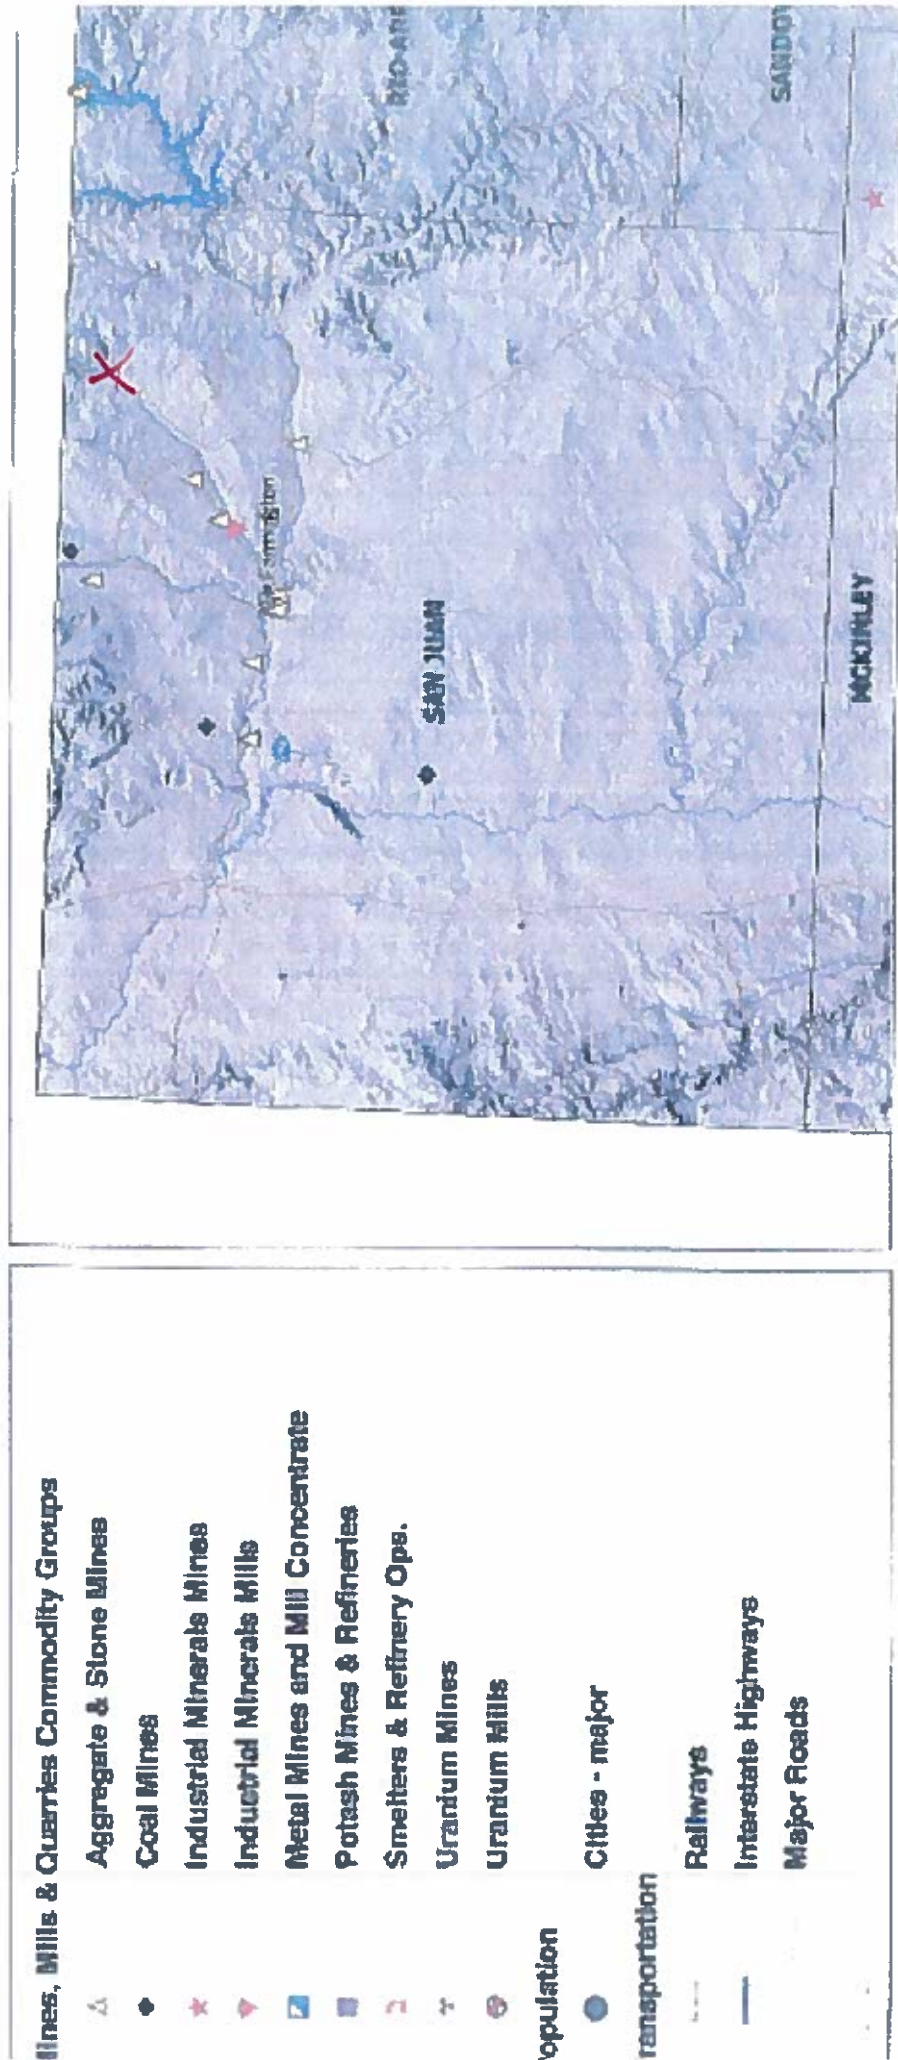 Mines, Mills & Quarries Commodity Groups
Aggregate & Stone Mines
Coal Mines
Industrial Minerals Mines
Industrial Minerals Mills
Metal Mines and Mill Concentrate
Potash Mines & Refineries
Smelters & Refinery Ops.
Uranium Mines
Uranium Mills
opulation
Cities - major
ransportation
Railways
Interstate Highways
Major Roads
SAN JUAN
MCKINLEY
Farmington
SANDOV